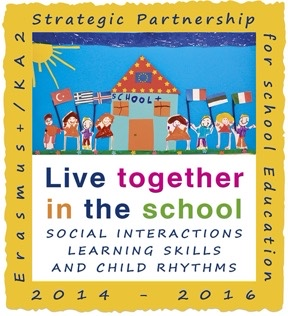 Strategic Partnership
for school Education
Erasmus+/KA2
SCHOOL+
Live together
in the school
SOCIAL INTERACTIONS
LEARNING SKILLS
AND CHILD RHYTHMS
2014 - 2016